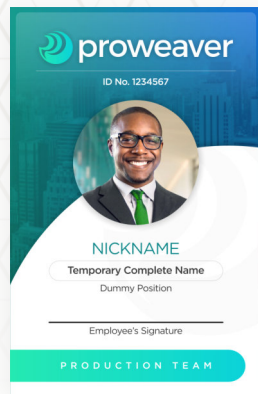 proweaver
ID No. 1234567
NICKNAME
Temporary Complete Name
Dummy Position
Employee's Signature
PRODUCTION TEAM